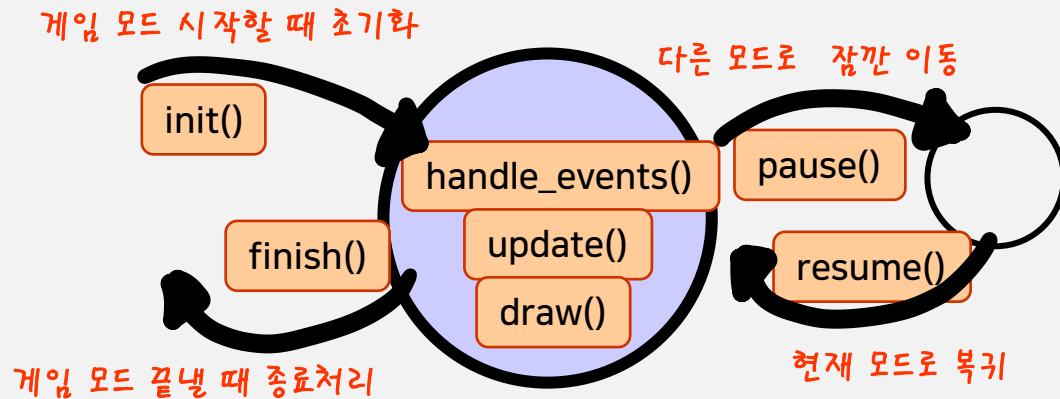 게임 모드 시작할 때 초기화
다른 모드로 잠깐 이동
init()
handle_events()
pause()
finish()
update()
resume()
draw()
게임 모드 끝낼 때 종료처리
현재 모드로 복귀